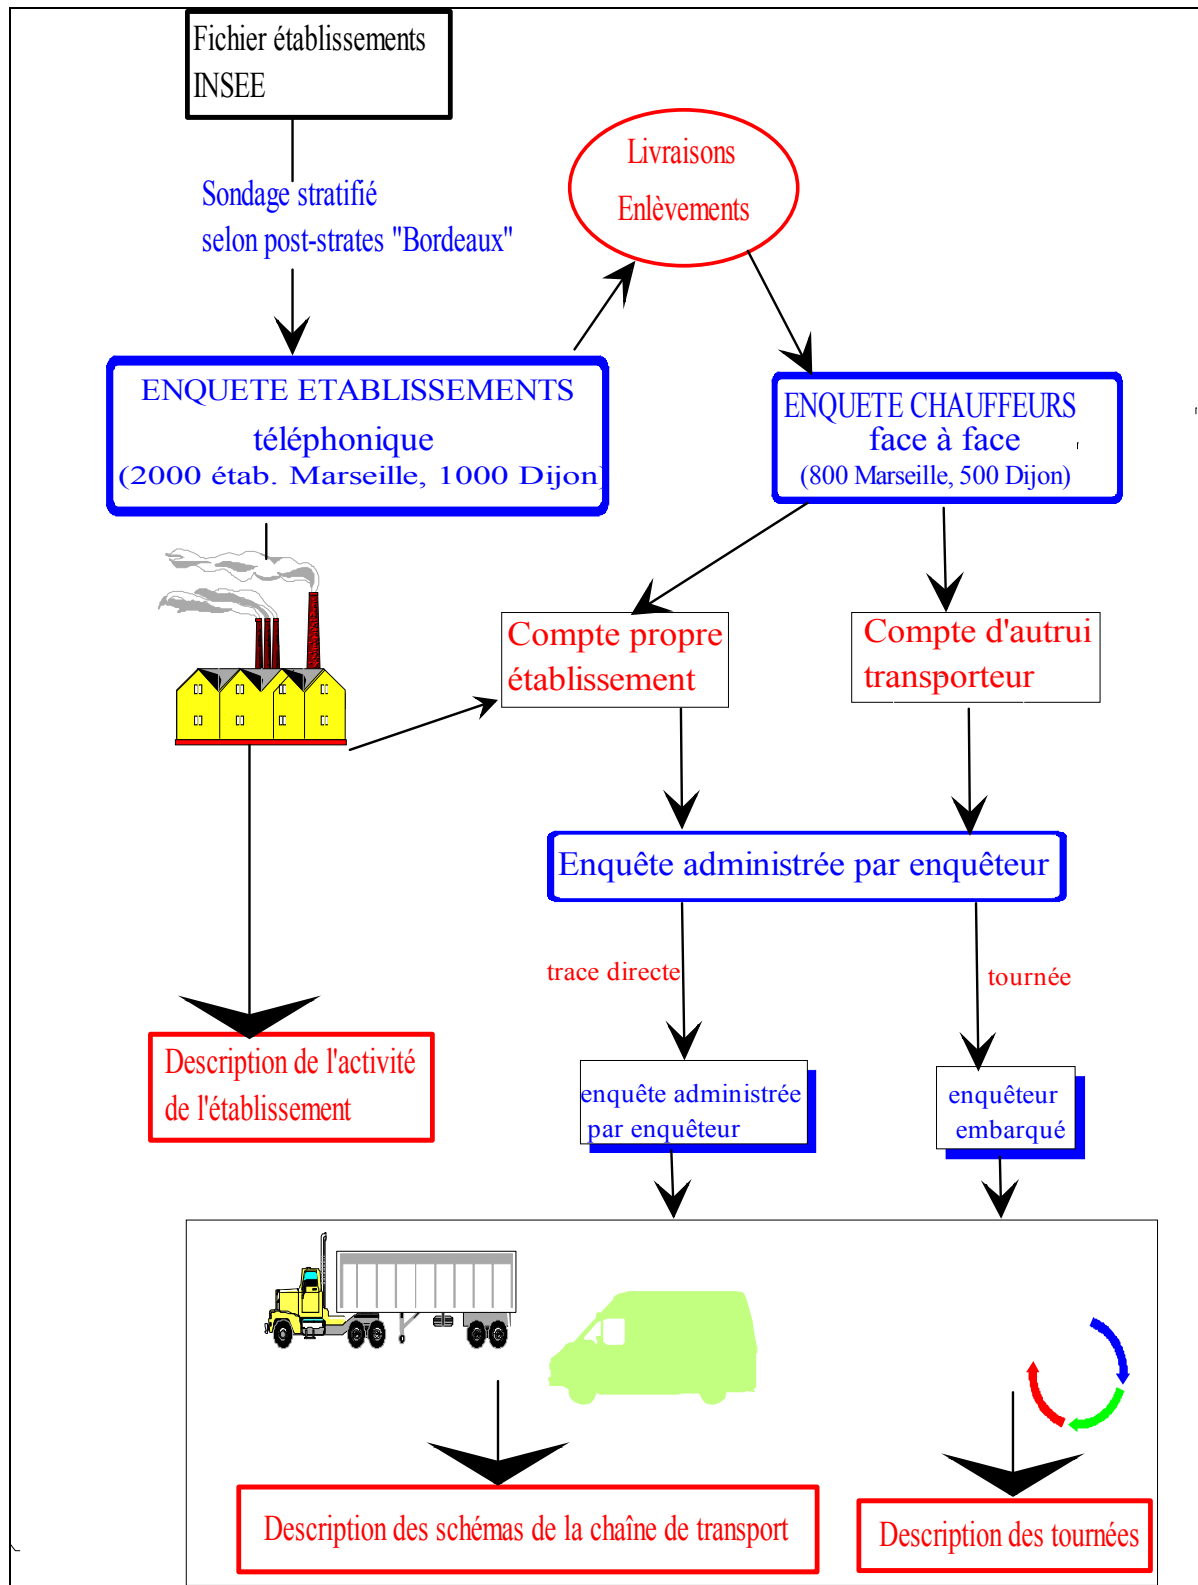 Fichier établissements
INSEE
Livraisons
Enlèvements
Sondage stratifié
selon post-strates "Bordeaux"
ENQUETE ETABLISSEMENTS
téléphonique
(2000 étab. Marseille, 1000 Dijon)
ENQUETE CHAUFFEURS
face à face
(800 Marseille, 500 Dijon)
Compte propre
établissement
Compte d'autrui
transporteur
Enquête administrée par enquêteur
trace directe
tournée
Description de l'activité
de l'établissement
enquête administrée
par enquêteur
enquêteur
embarqué
Description des schémas de la chaîne de transport
Description des tournées